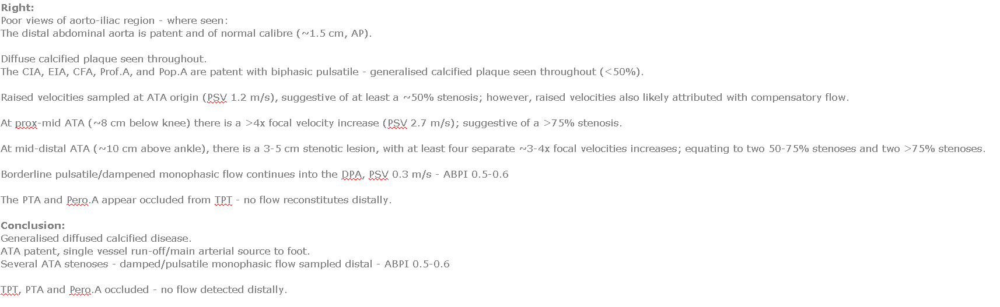 Right:
Poor views of aorto-iliac region - where seen:
The distal abdominal aorta is patent and of normal calibre (~1.5 cm, AP).
Diffuse calcified plaque seen throughout.
The CIA, EIA, CFA, Prof.A, and Pop.A are patent with biphasic pulsatile - generalised calcified plaque seen throughout (<50%).
Raised velocities sampled at ATA origin (PSV 1.2 m/s), suggestive of at least a ~50% stenosis; however, raised velocities also likely attributed with compensatory flow.
At prox-mid ATA (~8 cm below knee) there is a >4x focal velocity increase (PSV 2.7 m/s); suggestive of a >75% stenosis.
At mid-distal ATA (~10 cm above ankle), there is a 3-5 cm stenotic lesion, with at least four separate ~3-4x focal velocities increases; equating to two 50-75% stenoses and two >75% stenoses.
Borderline pulsatile/dampened monophasic flow continues into the DPA, PSV 0.3 m/s - ABPI 0.5-0.6
The PTA and Pero.A appear occluded from TPT - no flow reconstitutes distally.
Conclusion:
Generalised diffused calcified disease.
ATA patent, single vessel run-off/main arterial source to foot.
Several ATA stenoses - damped/pulsatile monophasic flow sampled distal - ABPI 0.5-0.6
TPT, PTA and Pero.A occluded - no flow detected distally.